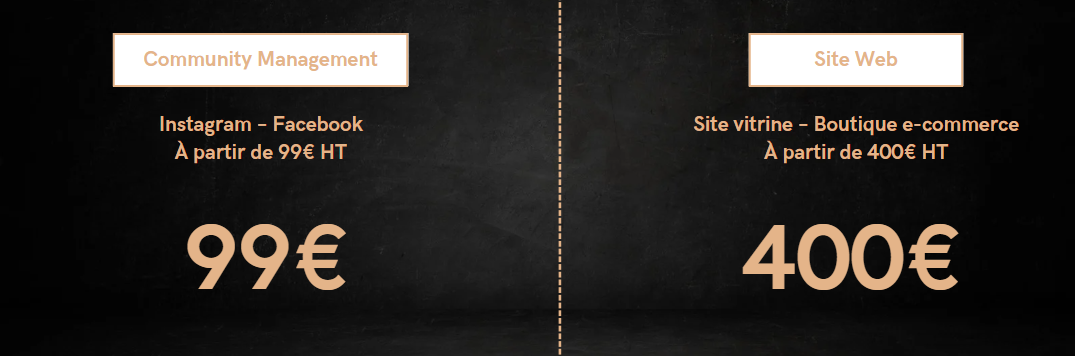 Community Management
Instagram – Facebook
À partir de 99€ HT
99€
Site Web
Site vitrine – Boutique e-commerce
À partir de 400€ HT
400€